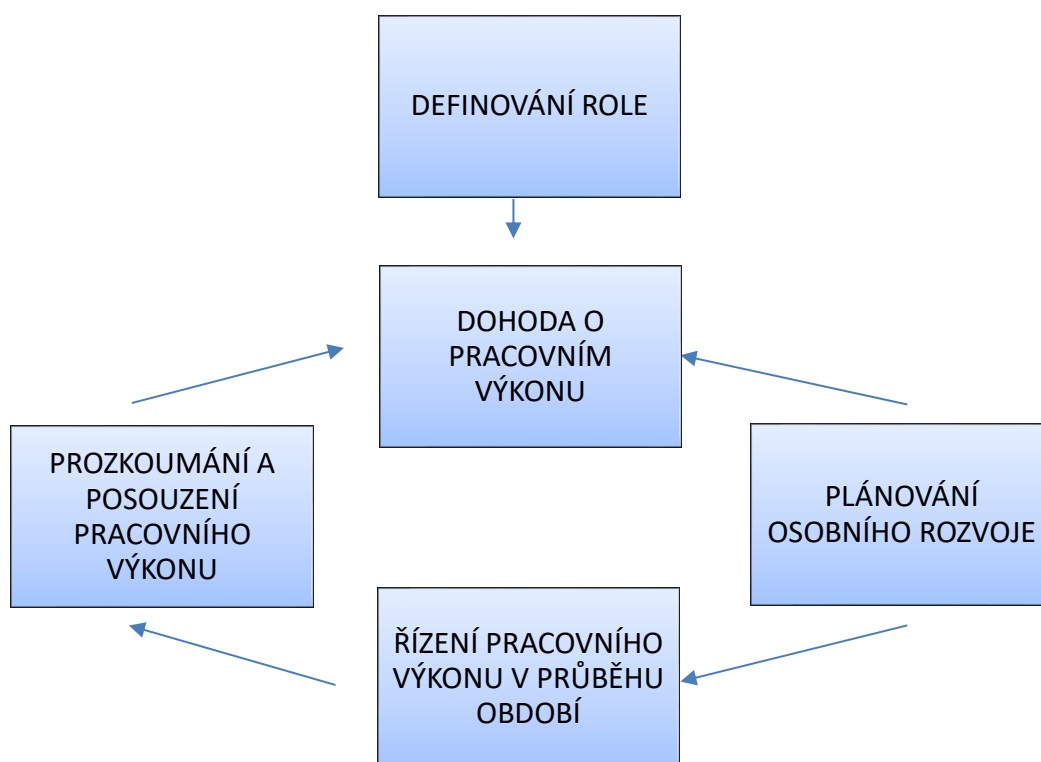 DEFINOVÁNÍ ROLE
DOHODA O
PRACOVNÍM
VÝKONU
PROZKOUMÁNÍ A
POSOUZENÍ
PRACOVNÍHO
VÝKONU
PLÁNOVÁNÍ
OSOBNÍHO ROZVOJE
ŘÍZENÍ PRACOVNÍHO
VÝKONU V PRŮBĚHU
OBDOBÍ